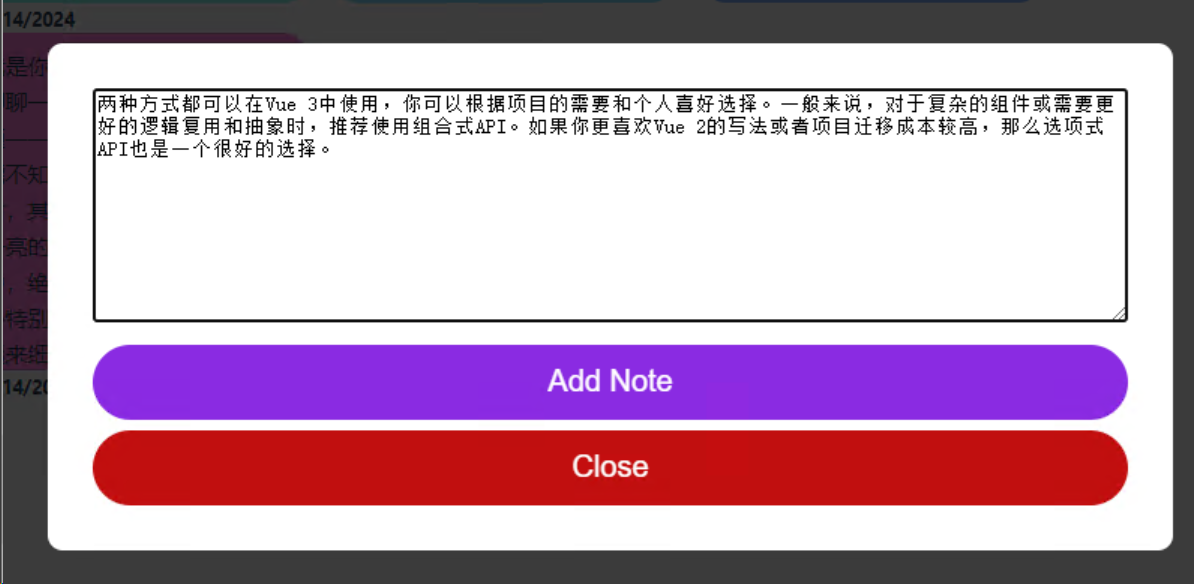 14/2024
是你
聊一
不知
亮的
，绝
特别
来细
14/20
两种方式都可以在Vue 3中使用，你可以根据项目的需要和个人喜好选择。一般来说，对于复杂的组件或需要更
好的逻辑复用和抽象时，推荐使用组合式API。如果你更喜欢Vue 2的写法或者项目迁移成本较高，那么选项式
API也是一个很好的选择。
Add Note
Close